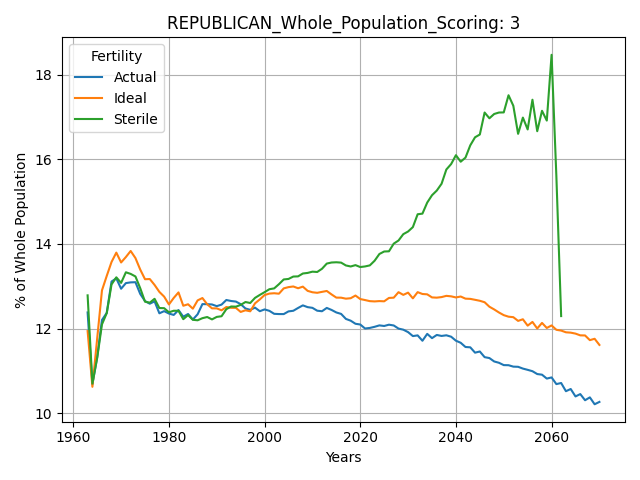 REPUBLICAN_Whole_Population_Scoring: 3
Fertility
Actual
Ideal
Sterile
% of Whole Population
18
16
14
12
10
1960
1980
2000
2020
2040
2060
Years